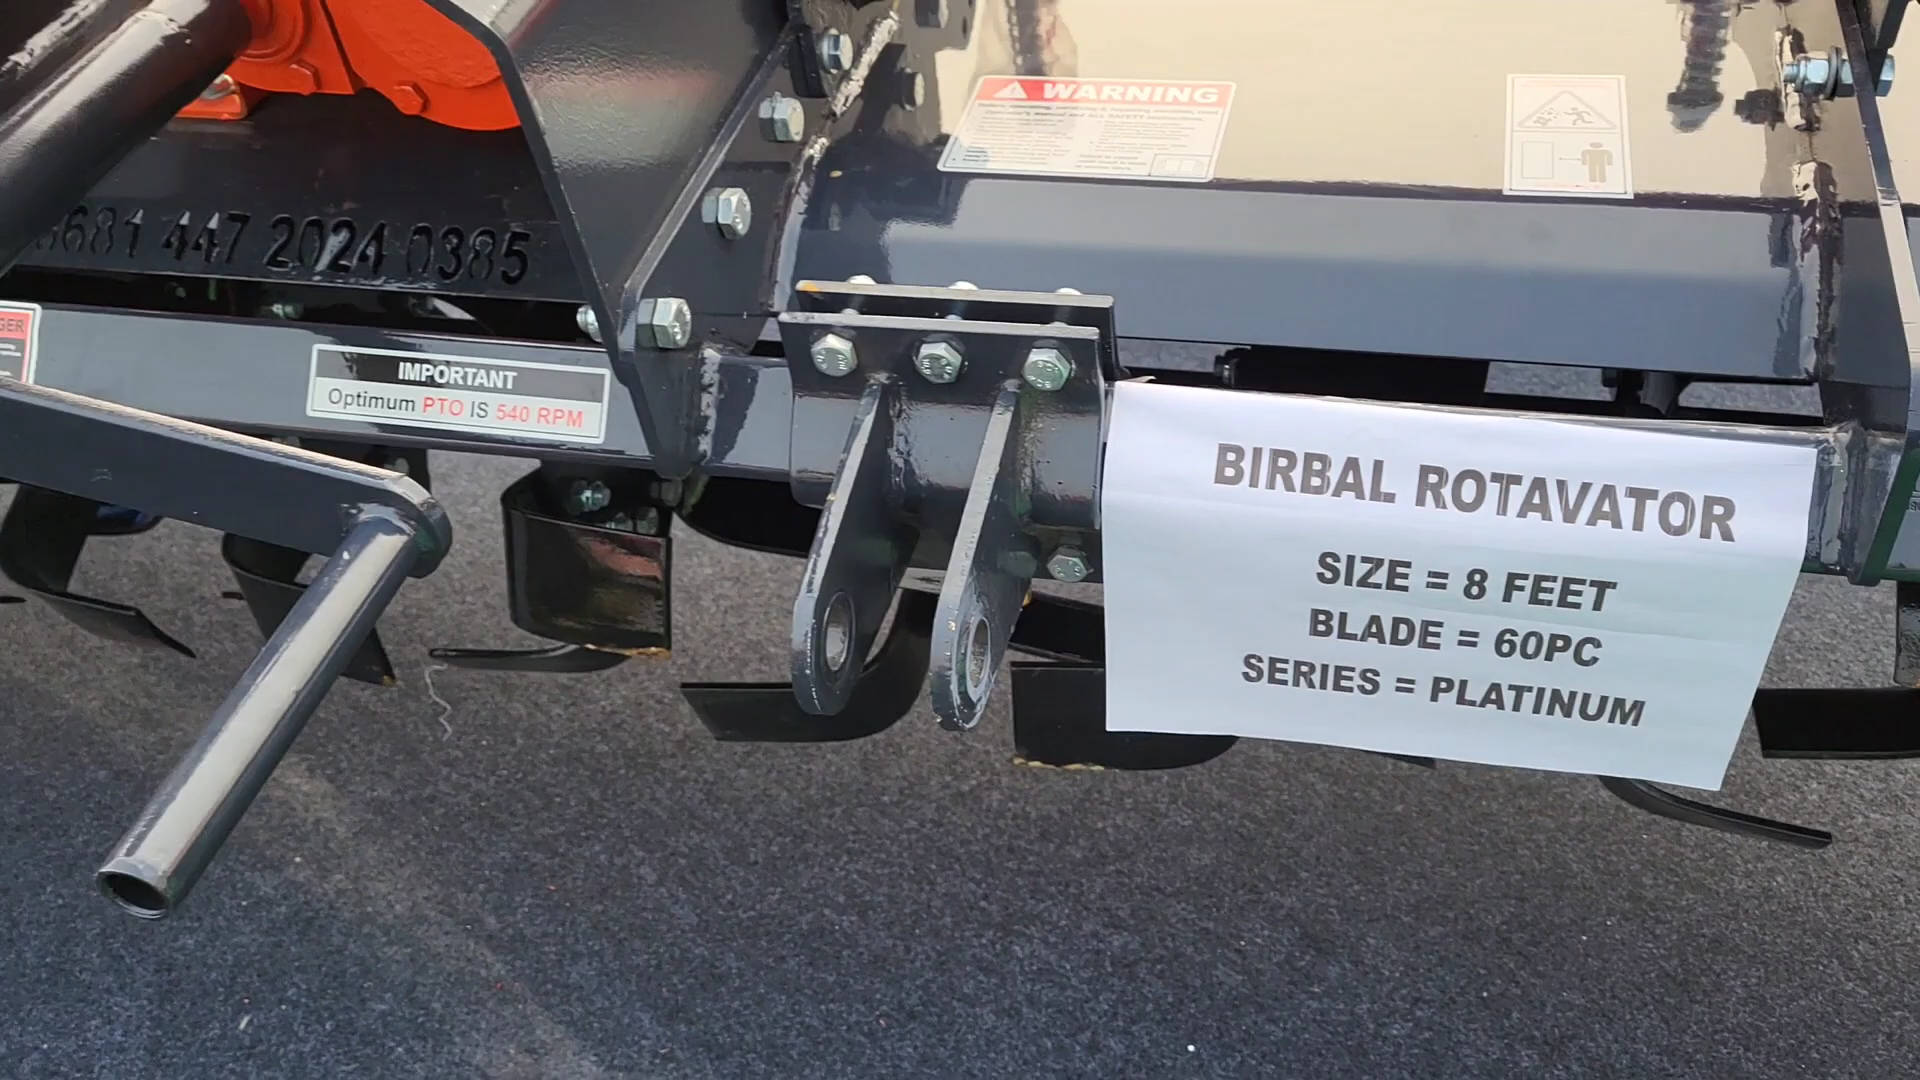 WARNING
681 447 2024 0385
IMPORTANT
Optimum PTO IS 540 RPM
BIRBAL ROTAVATOR
SIZE = 8 FEET
BLADE = 60PC
SERIES = PLATINUM